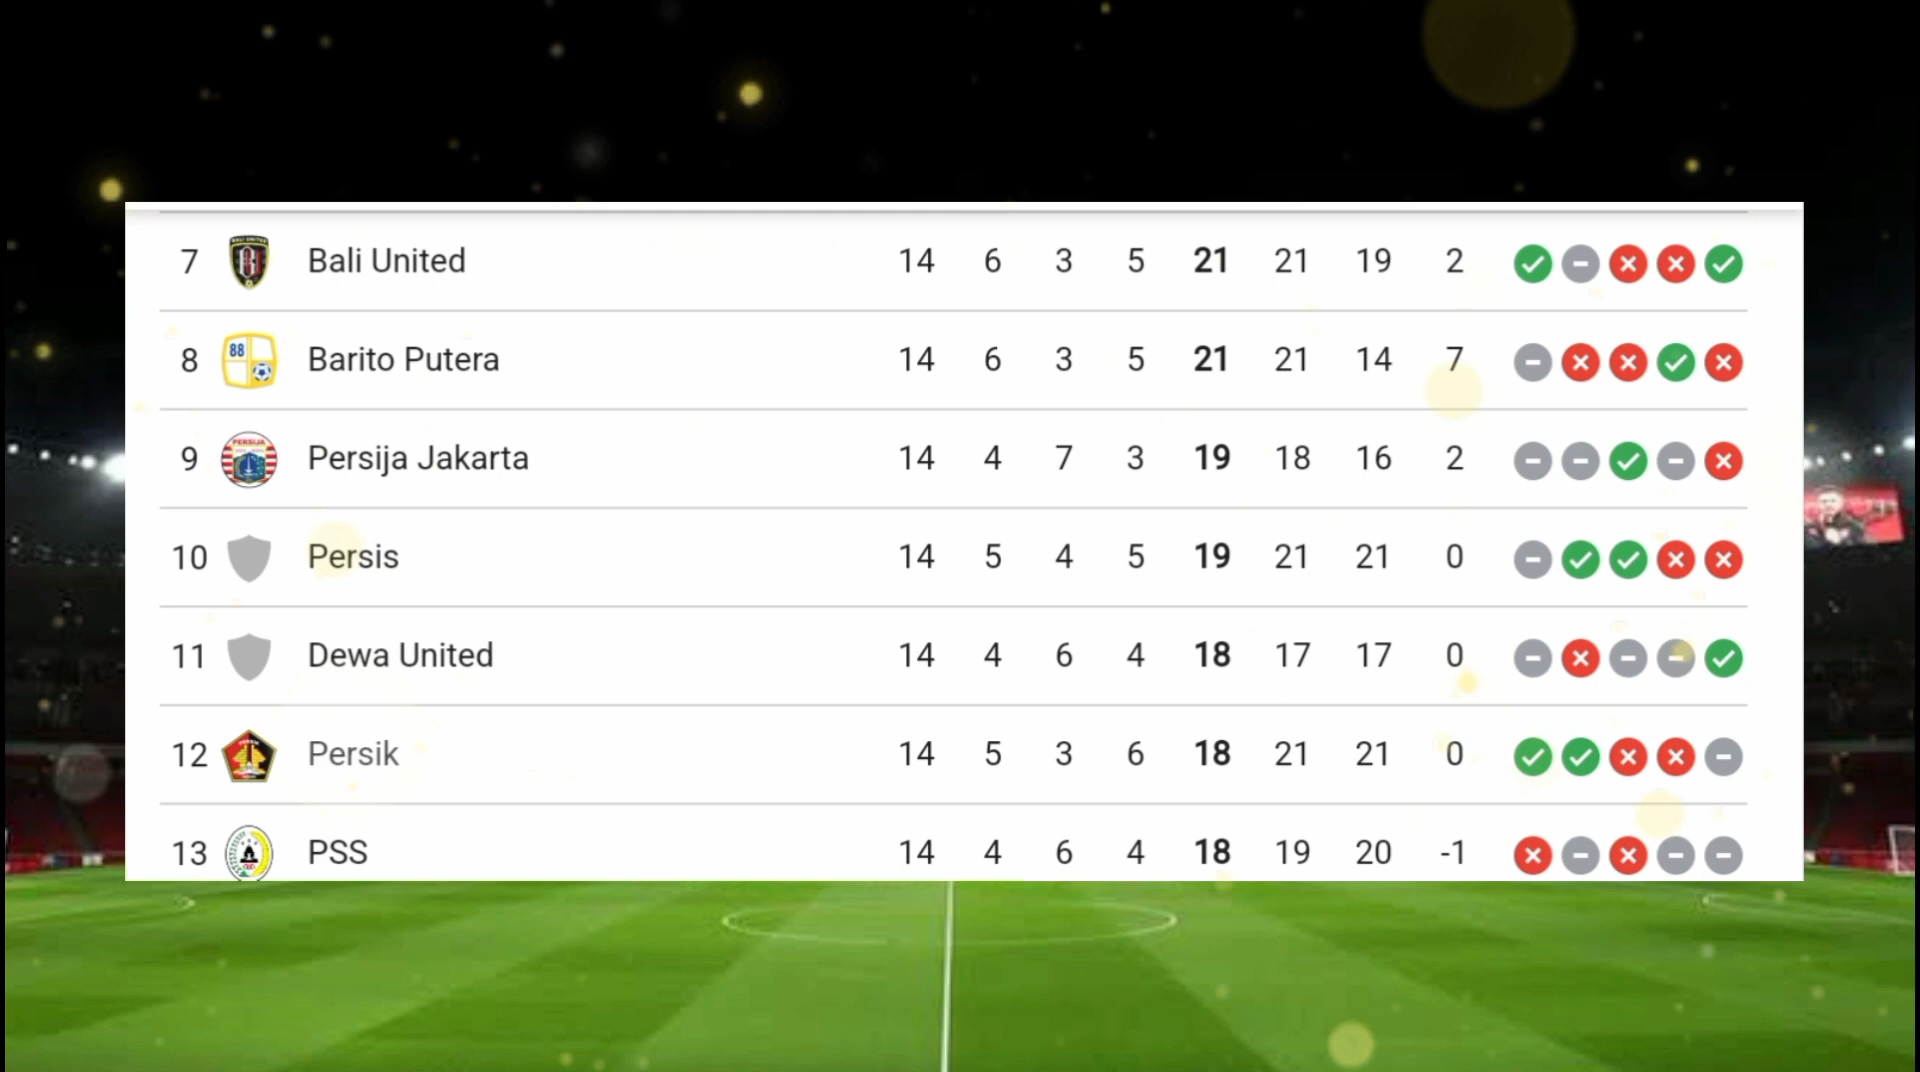 7 Bali United 14 6 3 5 21 21 19 2
8 88 Barito Putera 14 6 3 5 21 21 14 7
9 PERSIJA Persija Jakarta 14 4 7 3 19 18 16 2
10 Persis 14 5 4 5 19 21 21 0
11 Dewa United 14 4 6 4 18 17 17 0
12 Persik 14 5 3 6 18 21 21 0
13 PSS 14 4 6 4 18 19 20 -1